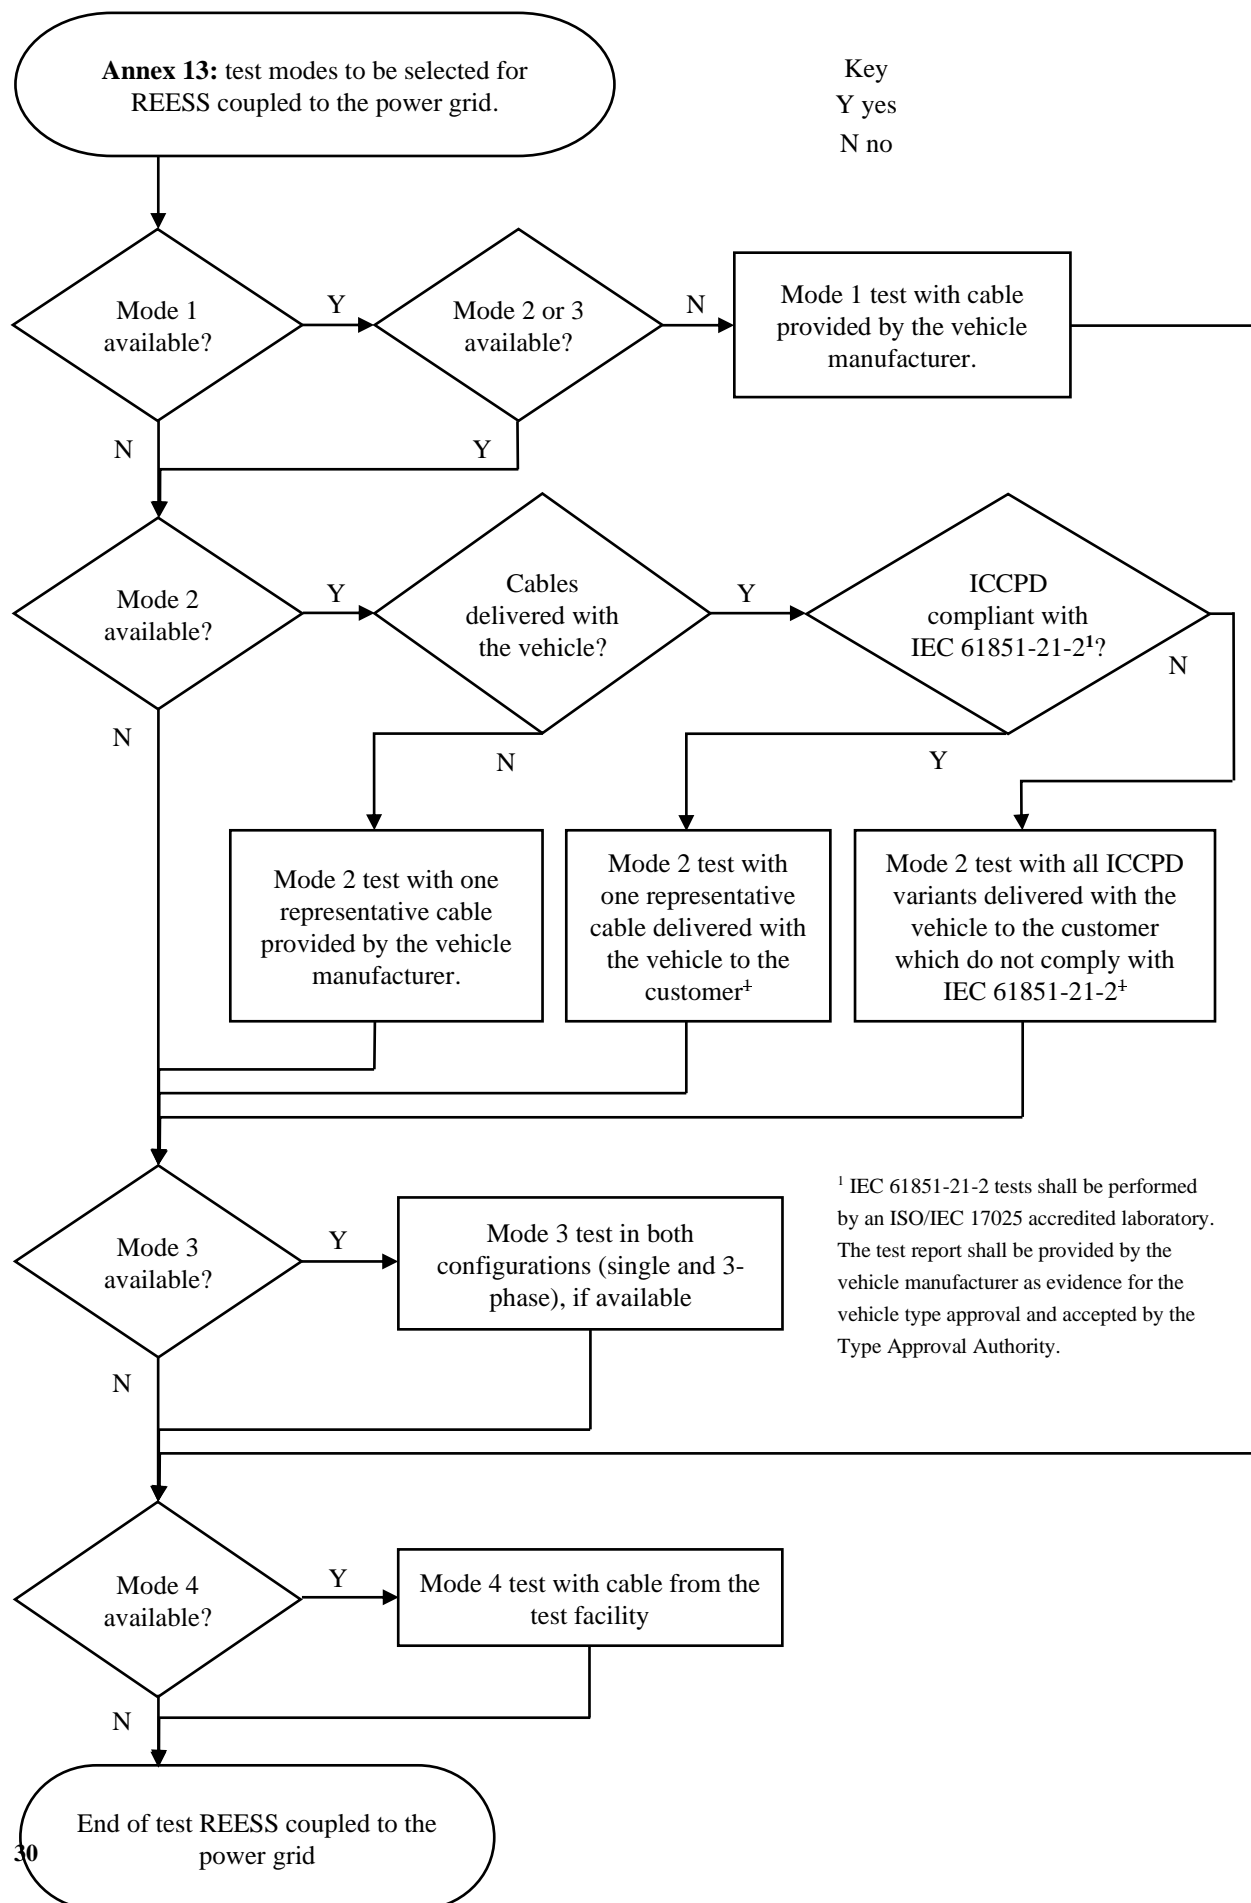 Annex 13: test modes to be selected for
REESS coupled to the power grid.
Key
Y yes
N no
Mode 1
available?
Y
Mode 2 or 3
available?
N
Mode 1 test with cable
provided by the vehicle
manufacturer.
N
Y
Mode 2
available?
Y
Cables
delivered with
the vehicle?
Y
ICCPD
compliant with
IEC 61851-21-2¹?
N
N
N
Y
Mode 2 test with one
representative cable
provided by the vehicle
manufacturer.
Mode 2 test with
one representative
cable delivered with
the vehicle to the
customer¹
Mode 2 test with all ICCPD
variants delivered with the
vehicle to the customer
which do not comply with
IEC 61851-21-2¹
Mode 3
available?
Y
Mode 3 test in both
configurations (single and 3-
phase), if available
¹ IEC 61851-21-2 tests shall be performed
by an ISO/IEC 17025 accredited laboratory.
The test report shall be provided by the
vehicle manufacturer as evidence for the
vehicle type approval and accepted by the
Type Approval Authority.
N
Mode 4
available?
Y
Mode 4 test with cable from the
test facility
N
End of test REESS coupled to the
power grid
30